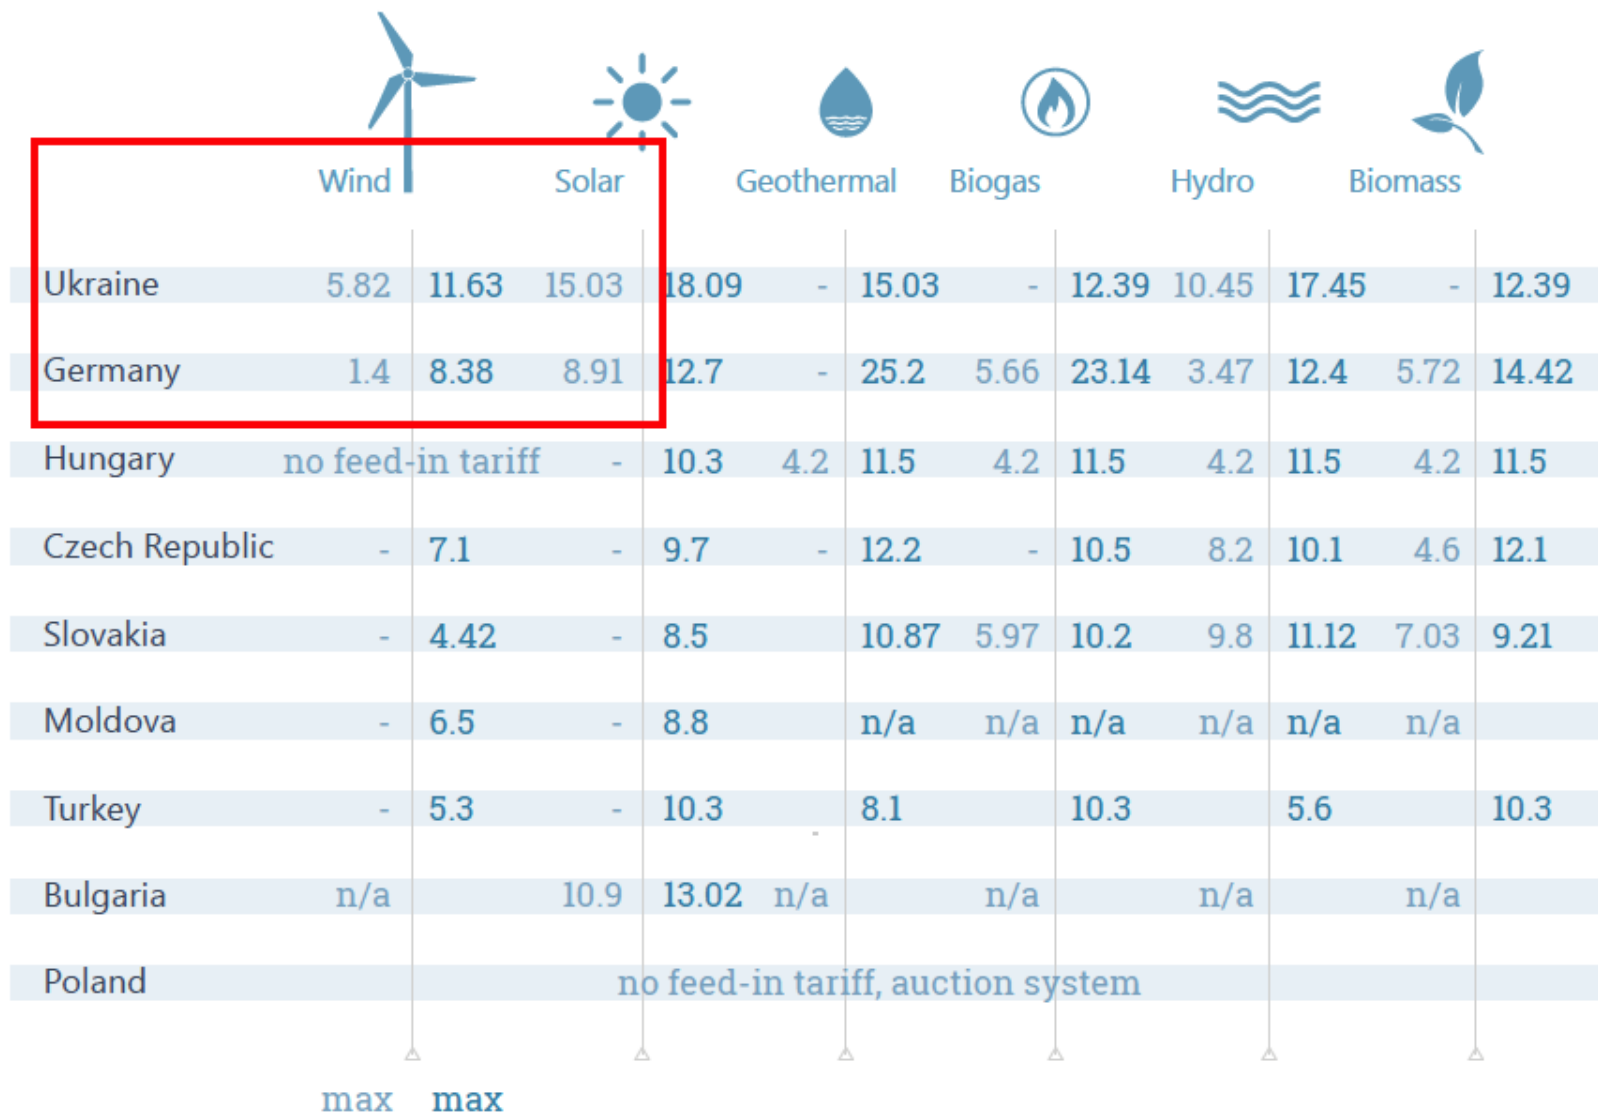 Wind Solar Geothermal Biogas Hydro Biomass
Ukraine 5.82 11.63 15.03 18.09 - 15.03 - 12.39 10.45 17.45 - 12.39
Germany 1.4 8.38 8.91 12.7 - 25.2 5.66 23.14 3.47 12.4 5.72 14.42
Hungary no feed-in tariff - 10.3 4.2 11.5 4.2 11.5 4.2 11.5 4.2 11.5
Czech Republic - 7.1 - 9.7 - 12.2 - 10.5 8.2 10.1 4.6 12.1
Slovakia - 4.42 - 8.5 10.87 5.97 10.2 9.8 11.12 7.03 9.21
Moldova - 6.5 - 8.8 n/a n/a n/a n/a n/a n/a
Turkey - 5.3 - 10.3 - 8.1 10.3 5.6 10.3
Bulgaria n/a 10.9 13.02 n/a n/a n/a n/a
Poland no feed-in tariff, auction system
max max